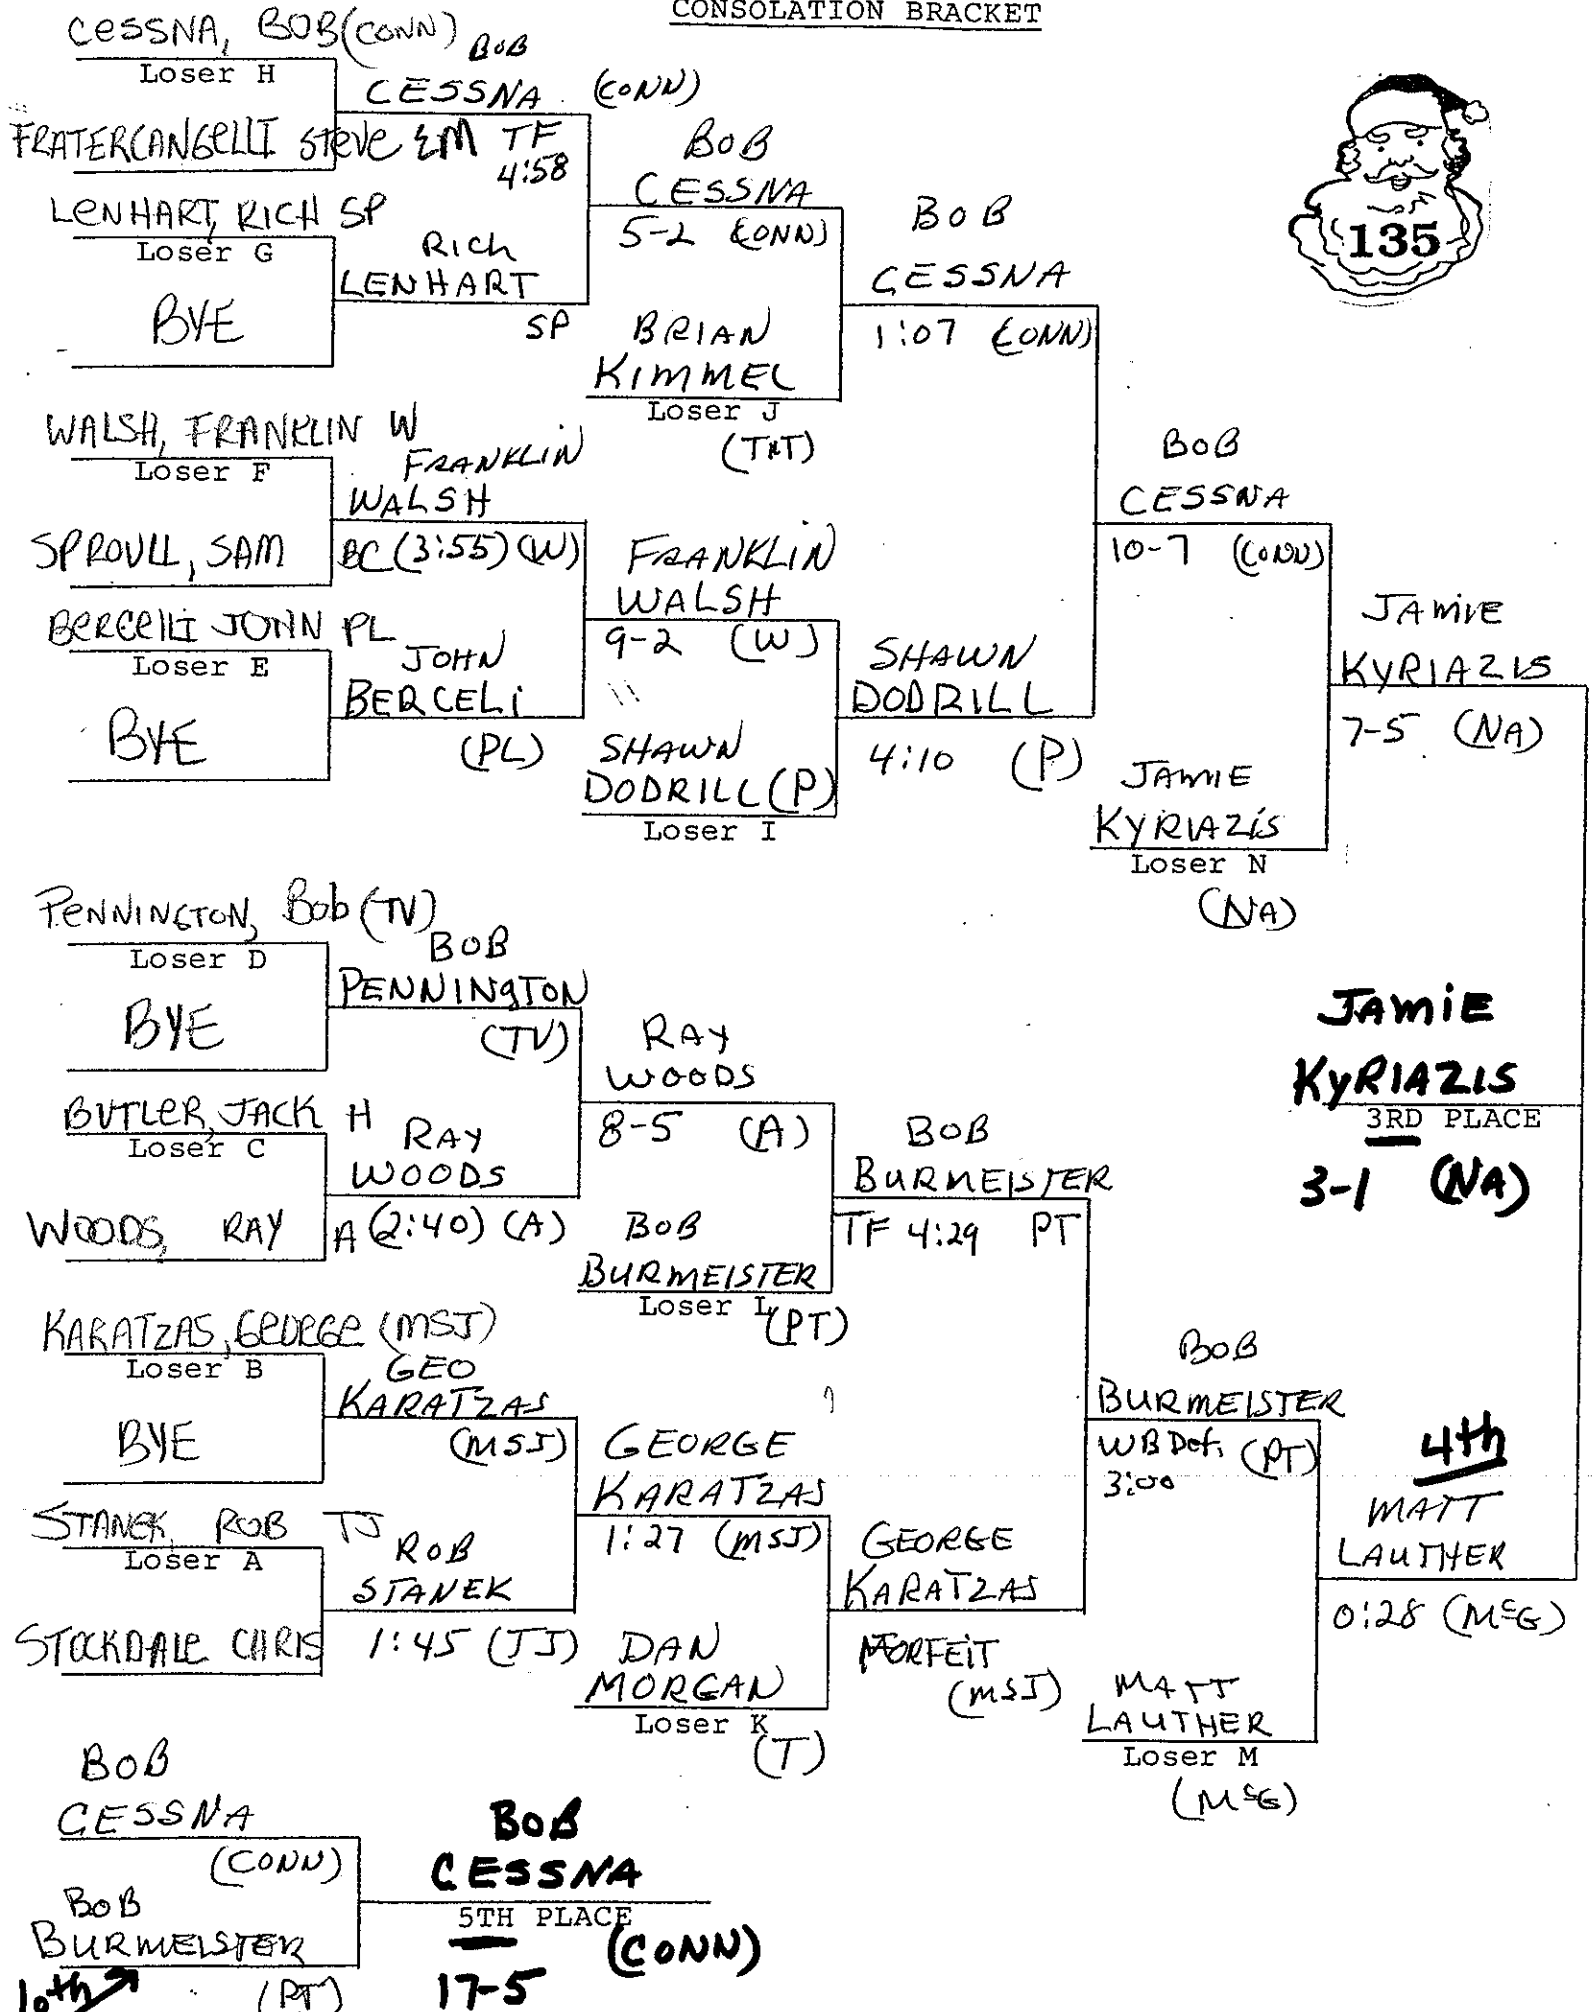 CONSOLATION BRACKET
CESSNA, BOB (CONN)
Loser H
BOB
CESSNA (CONN)
FRATERCANGELLI STEVE EM
TF
4:58
LENHART, RICH SP
Loser G
RICH
LENHART
SP
BYE
BOB
CESSNA
5-2 (CONN)
BRIAN
KIMMEL
Loser J
(TNT)
BOB
CESSNA
1:07 (CONN)
135
WALSH, FRANKLIN W
Loser F
FRANKLIN
WALSH
SPROULL, SAM
BC (3:55) (W)
BERCELLI JOHN PL
Loser E
JOHN
BERCELI
(PL)
BYE
FRANKLIN
WALSH
9-2 (W)
SHAWN
DODRILL (P)
Loser I
SHAWN
DODRILL
4:10 (P)
BOB
CESSNA
10-7 (CONN)
JAMIE
KYRIAZIS
Loser N
(NA)
JAMIE
KYRIAZIS
7-5 (NA)
PENNINGTON, Bob (TV)
Loser D
BOB
PENNINGTON
(TV)
BYE
BUTLER, JACK H
Loser C
RAY
WOODS
WOODS, RAY A (2:40) (A)
RAY
WOODS
8-5 (A)
BOB
BURMEISTER
Loser L
(PT)
BOB
BURMEISTER
TF 4:29 PT
JAMIE
KYRIAZIS
3RD PLACE
3-1 (NA)
KARATZAS, GEORGE (MSJ)
Loser B
GEO
KARATZAS
(MSJ)
BYE
STANEK, ROB TJ
Loser A
ROB
STANEK
STOCKDALE CHRIS
1:45 (TJ)
GEORGE
KARATZAS
1:27 (MSJ)
DAN
MORGAN
Loser K
(T)
GEORGE
KARATZAS
FORFEIT
(MSJ)
BOB
BURMEISTER
WB Def. (PT)
3:00
MATT
LAUTHER
Loser M
(McG)
4th
MATT
LAUTHER
0:28 (McG)
BOB
CESSNA
(CONN)
BOB
BURMEISTER
(PT)
BOB
CESSNA
5TH PLACE
(CONN)
17-5